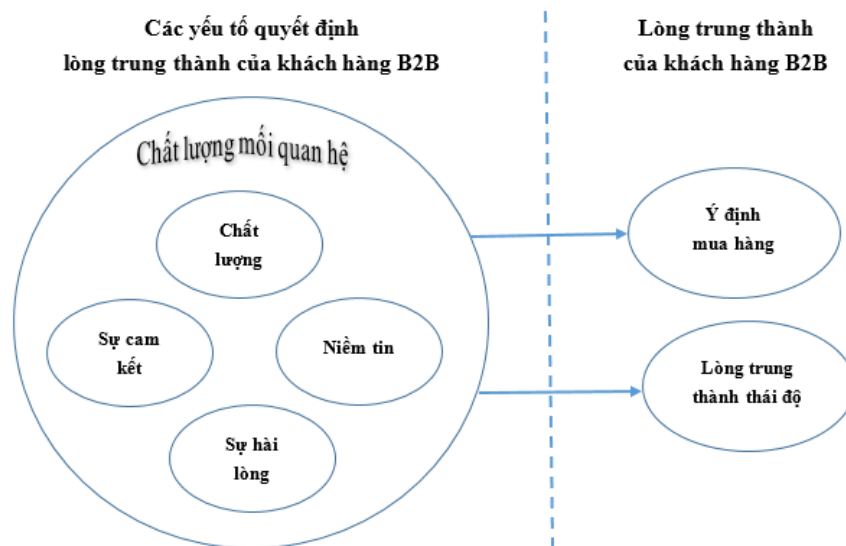 Các yếu tố quyết định
lòng trung thành của khách hàng B2B
Lòng trung thành
của khách hàng B2B
Chất lượng mối quan hệ
Chất
lượng
Sự cam
kết
Niềm tin
Sự hài
lòng
Ý định
mua hàng
Lòng trung
thành thái độ